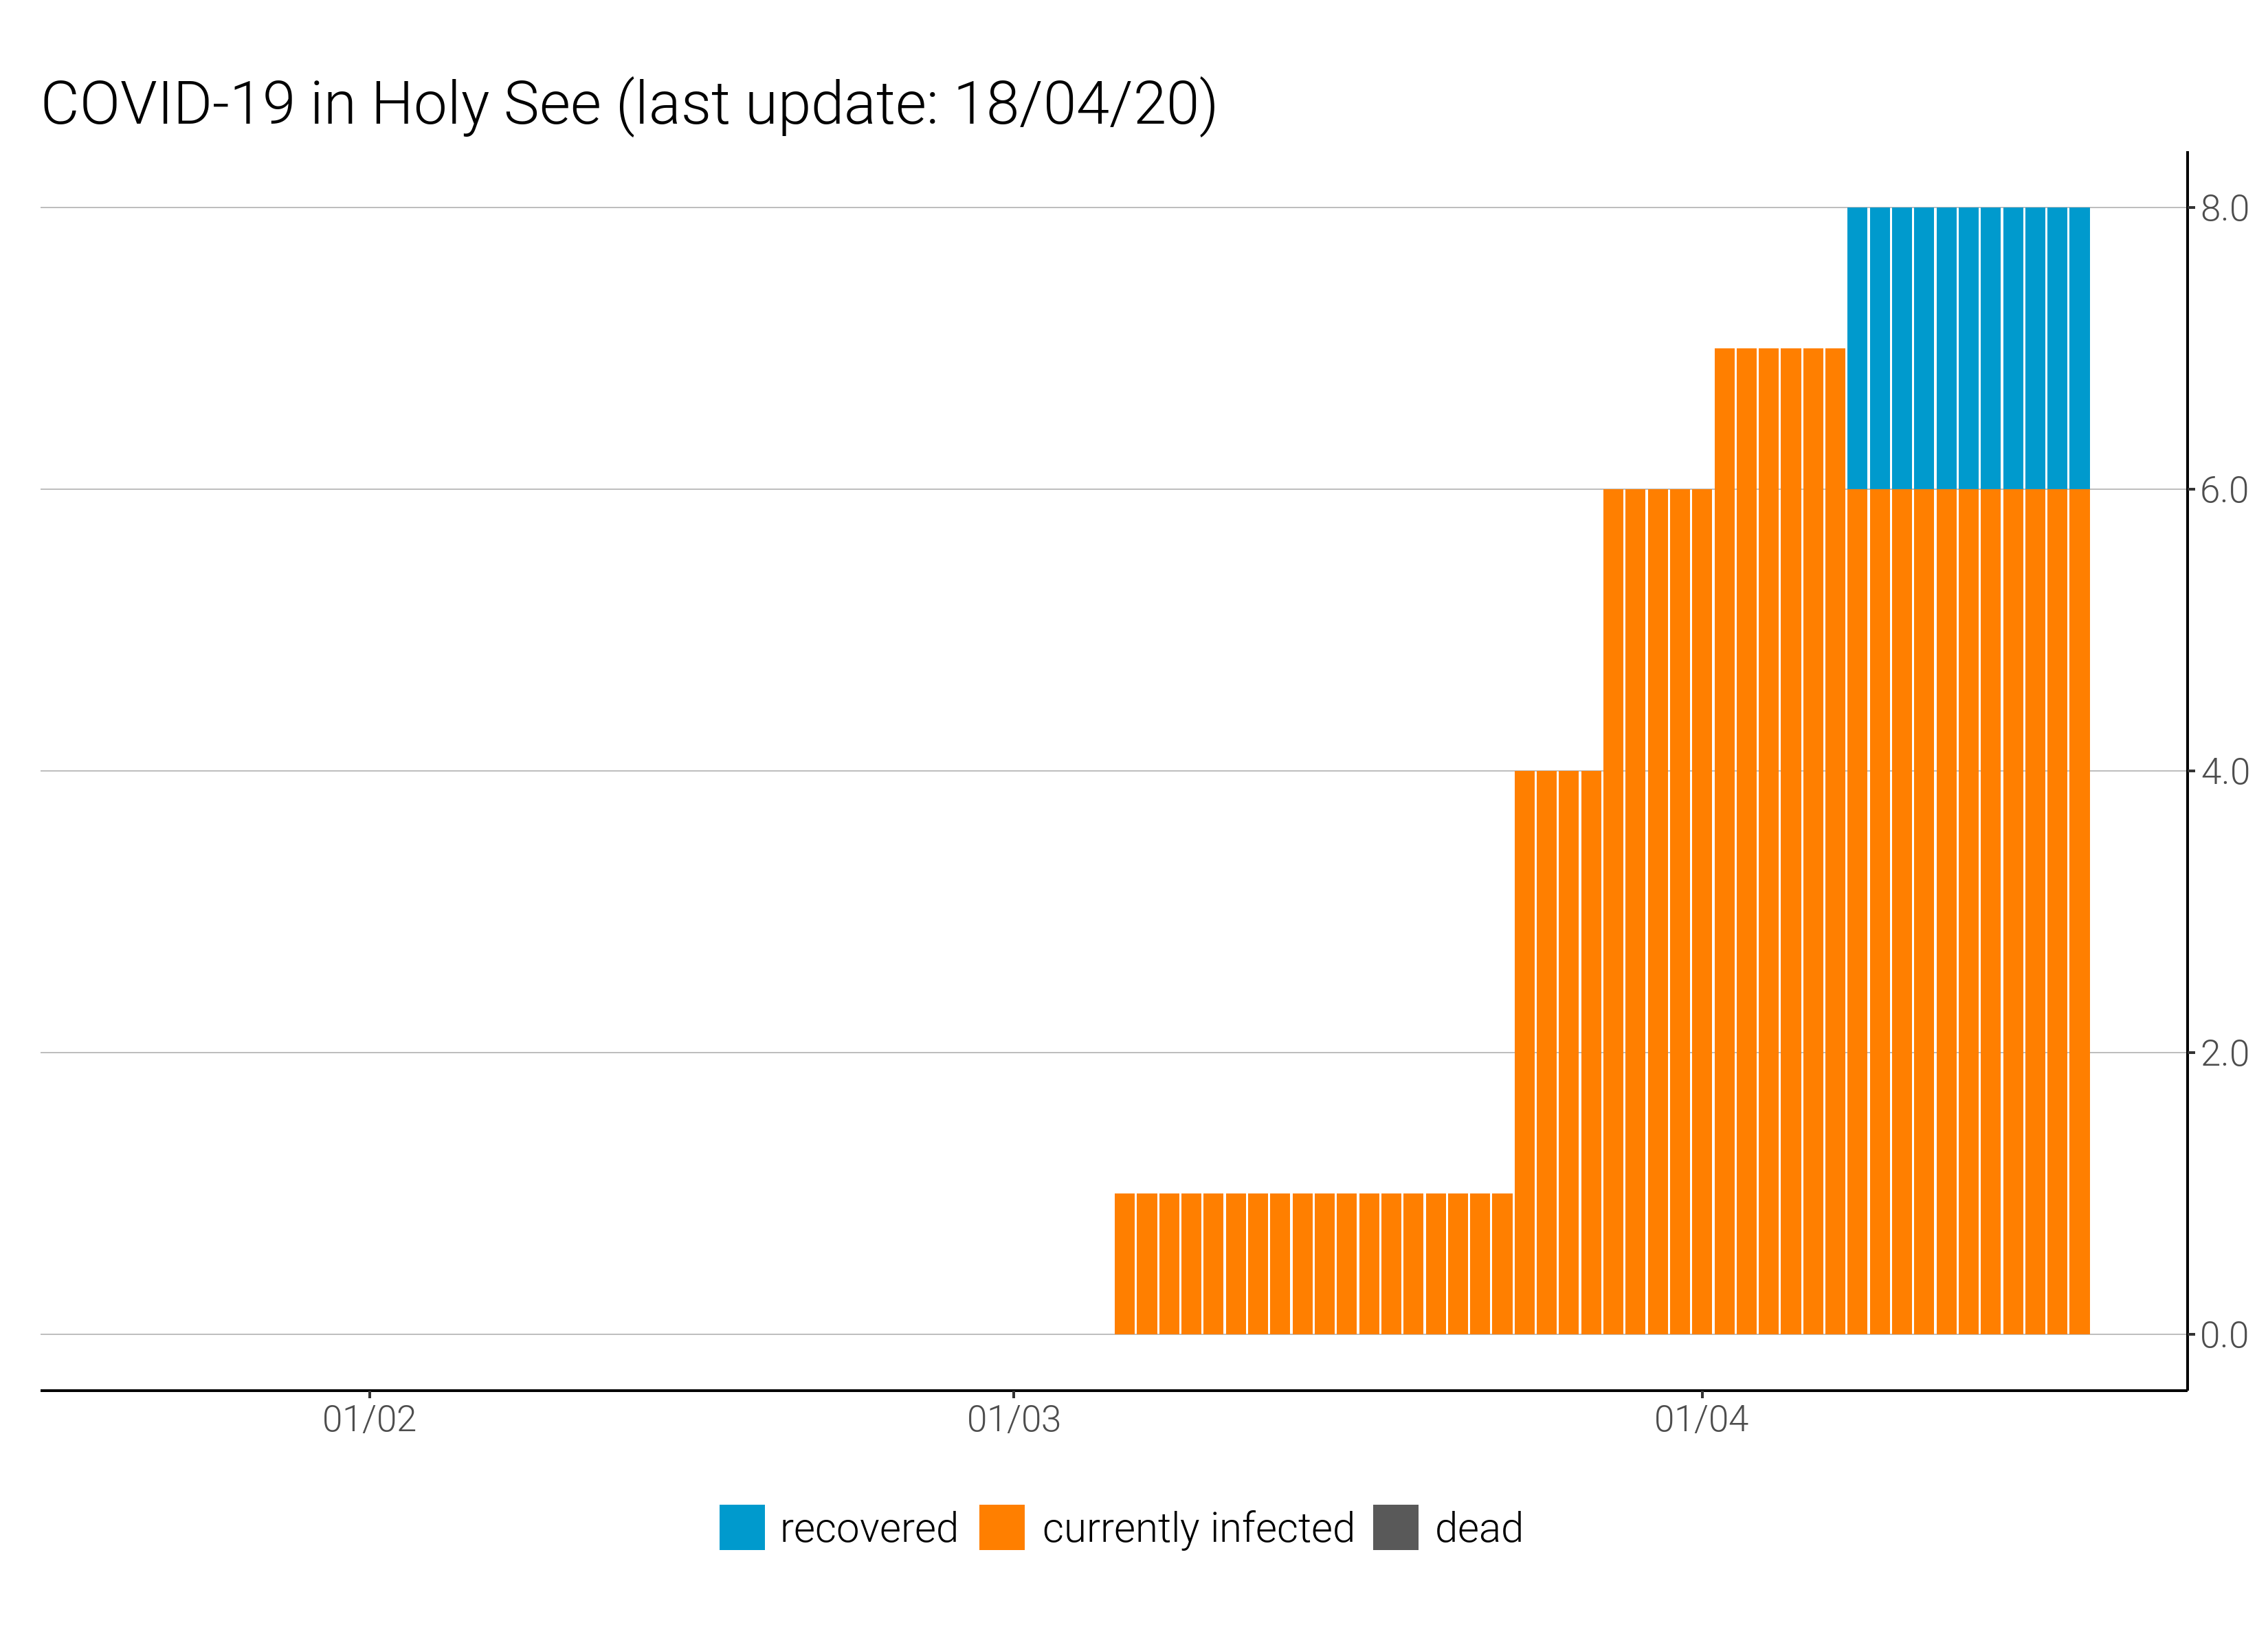 COVID-19 in Holy See (last update: 18/04/20)
8.0
6.0
4.0
2.0
0.0
01/02 01/03 01/04
recovered currently infected dead